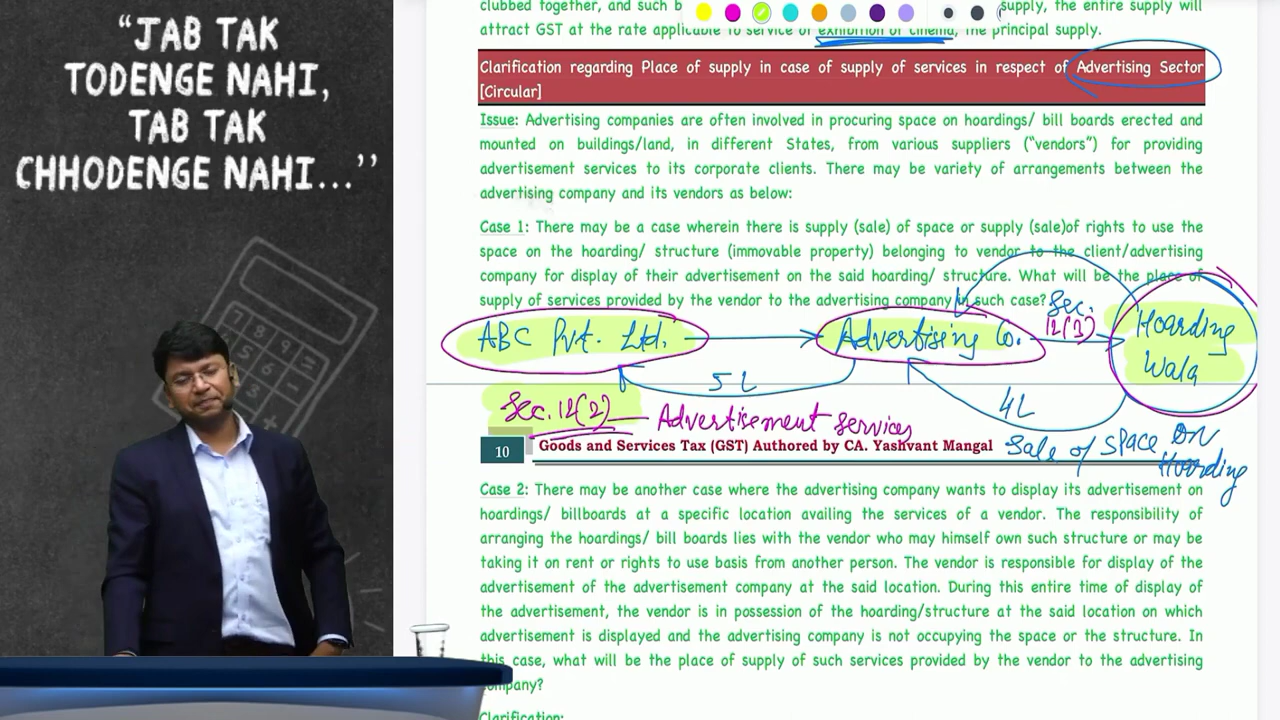 “JAB TAK
TODENGE NAHI,
TAB TAK
CHHODENGE NAHI...’’
clubbed together, and such b supply, the entire supply will
attract GST at the rate applicable to service of exhibition of cinema, the principal supply.
Clarification regarding Place of supply in case of supply of services in respect of Advertising Sector
[Circular]
Issue: Advertising companies are often involved in procuring space on hoardings/ bill boards erected and
mounted on buildings/land, in different States, from various suppliers (“vendors”) for providing
advertisement services to its corporate clients. There may be variety of arrangements between the
advertising company and its vendors as below:
Case 1: There may be a case wherein there is supply (sale) of space or supply (sale)of rights to use the
space on the hoarding/ structure (immovable property) belonging to vendor to the client/advertising
company for display of their advertisement on the said hoarding/ structure. What will be the place of
supply of services provided by the vendor to the advertising company in such case?
Sec.
12(3)
ABC Pvt. Ltd. Advertising Co. Hoarding
Wala
5L
4L
Sec. 12(2) — Advertisement Services
Sale of Space on
Hoarding
10 Goods and Services Tax (GST) Authored by CA. Yashvant Mangal
Case 2: There may be another case where the advertising company wants to display its advertisement on
hoardings/ billboards at a specific location availing the services of a vendor. The responsibility of
arranging the hoardings/ bill boards lies with the vendor who may himself own such structure or may be
taking it on rent or rights to use basis from another person. The vendor is responsible for display of the
advertisement of the advertisement company at the said location. During this entire time of display of
the advertisement, the vendor is in possession of the hoarding/structure at the said location on which
advertisement is displayed and the advertising company is not occupying the space or the structure. In
this case, what will be the place of supply of such services provided by the vendor to the advertising
company?
Clarification: